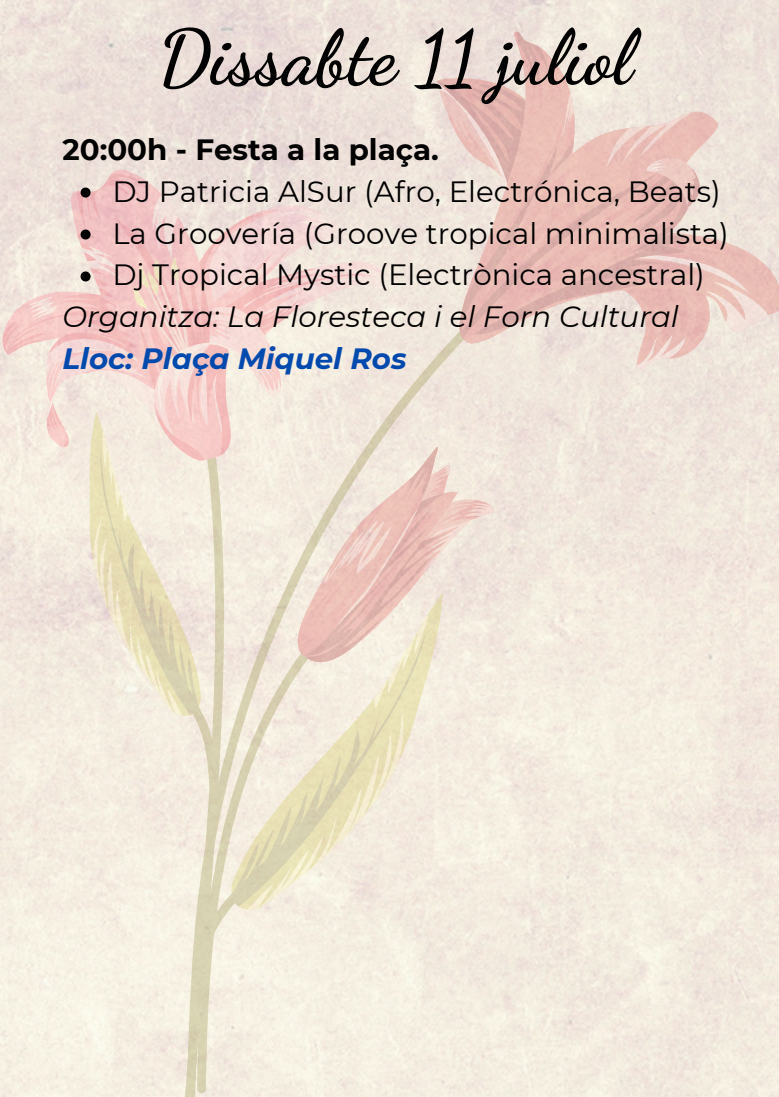 Dissabte 11 juliol
20:00h - Festa a la plaça.
• DJ Patricia AlSur (Afro, Electrónica, Beats)
• La Groovería (Groove tropical minimalista)
• Dj Tropical Mystic (Electrònica ancestral)
Organitza: La Floresteca i el Forn Cultural
Lloc: Plaça Miquel Ros